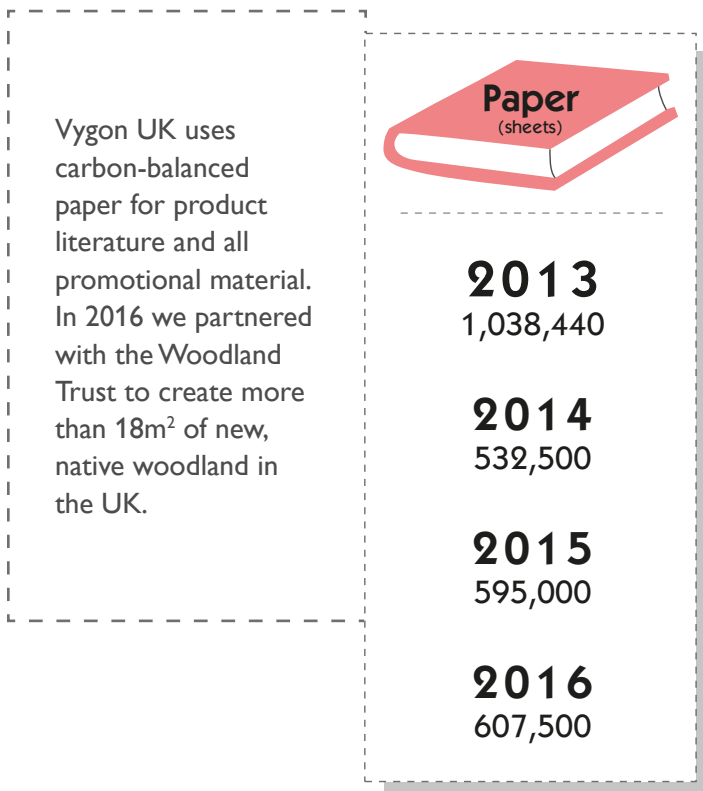 Vygon UK uses
carbon-balanced
paper for product
literature and all
promotional material.
In 2016 we partnered
with the Woodland
Trust to create more
than 18m² of new,
native woodland in
the UK.
Paper
(sheets)
2013
1,038,440
2014
532,500
2015
595,000
2016
607,500